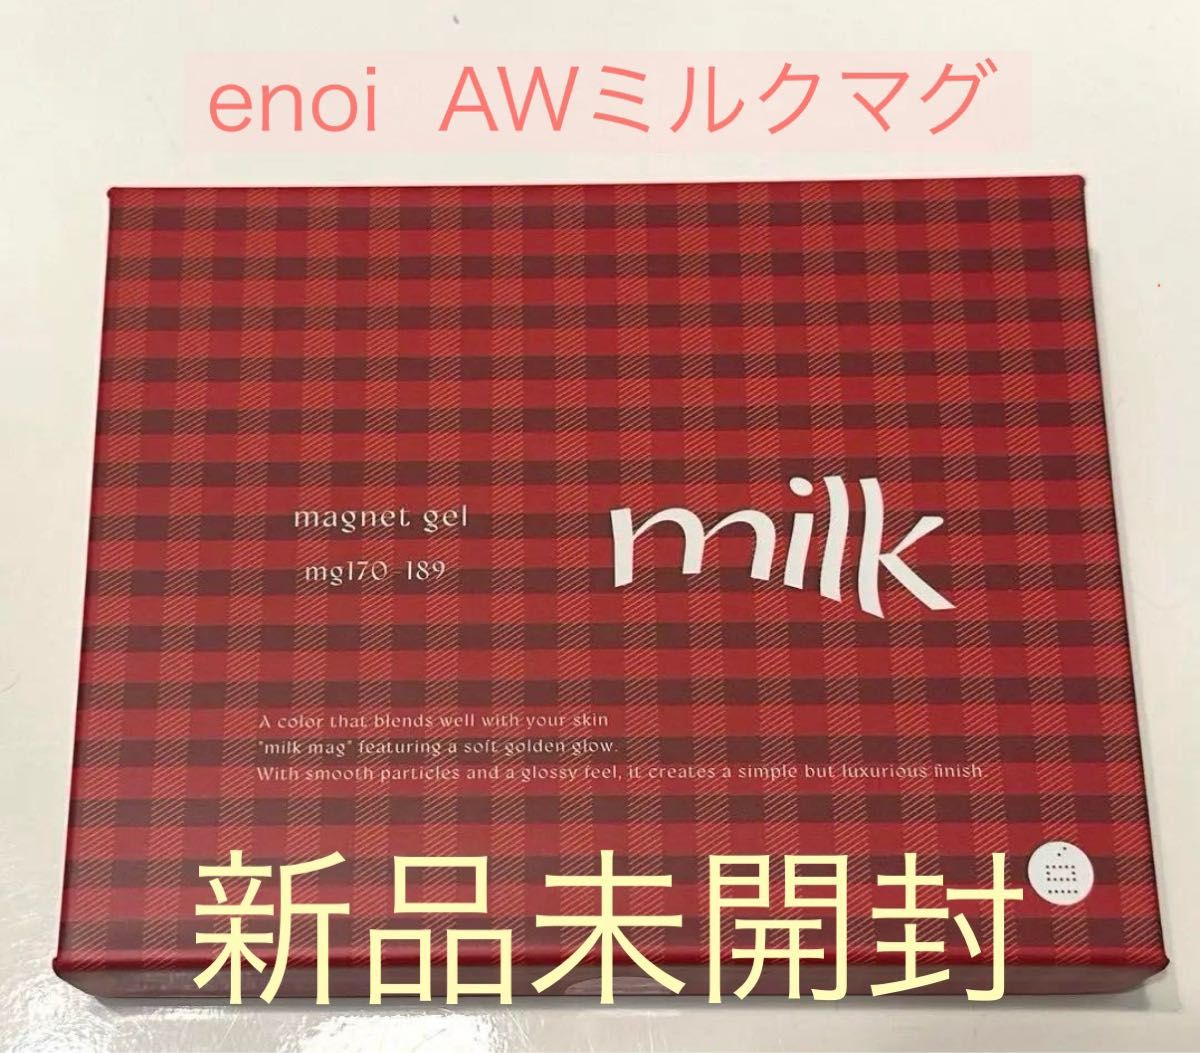 enoi AWミルクマグ
magnet gel
mg170-189
milk
A color that blends well with your skin
"milk mag" featuring a soft golden glow.
With smooth particles and a glossy feel, it creates a simple but luxurious finish.
新品未開封